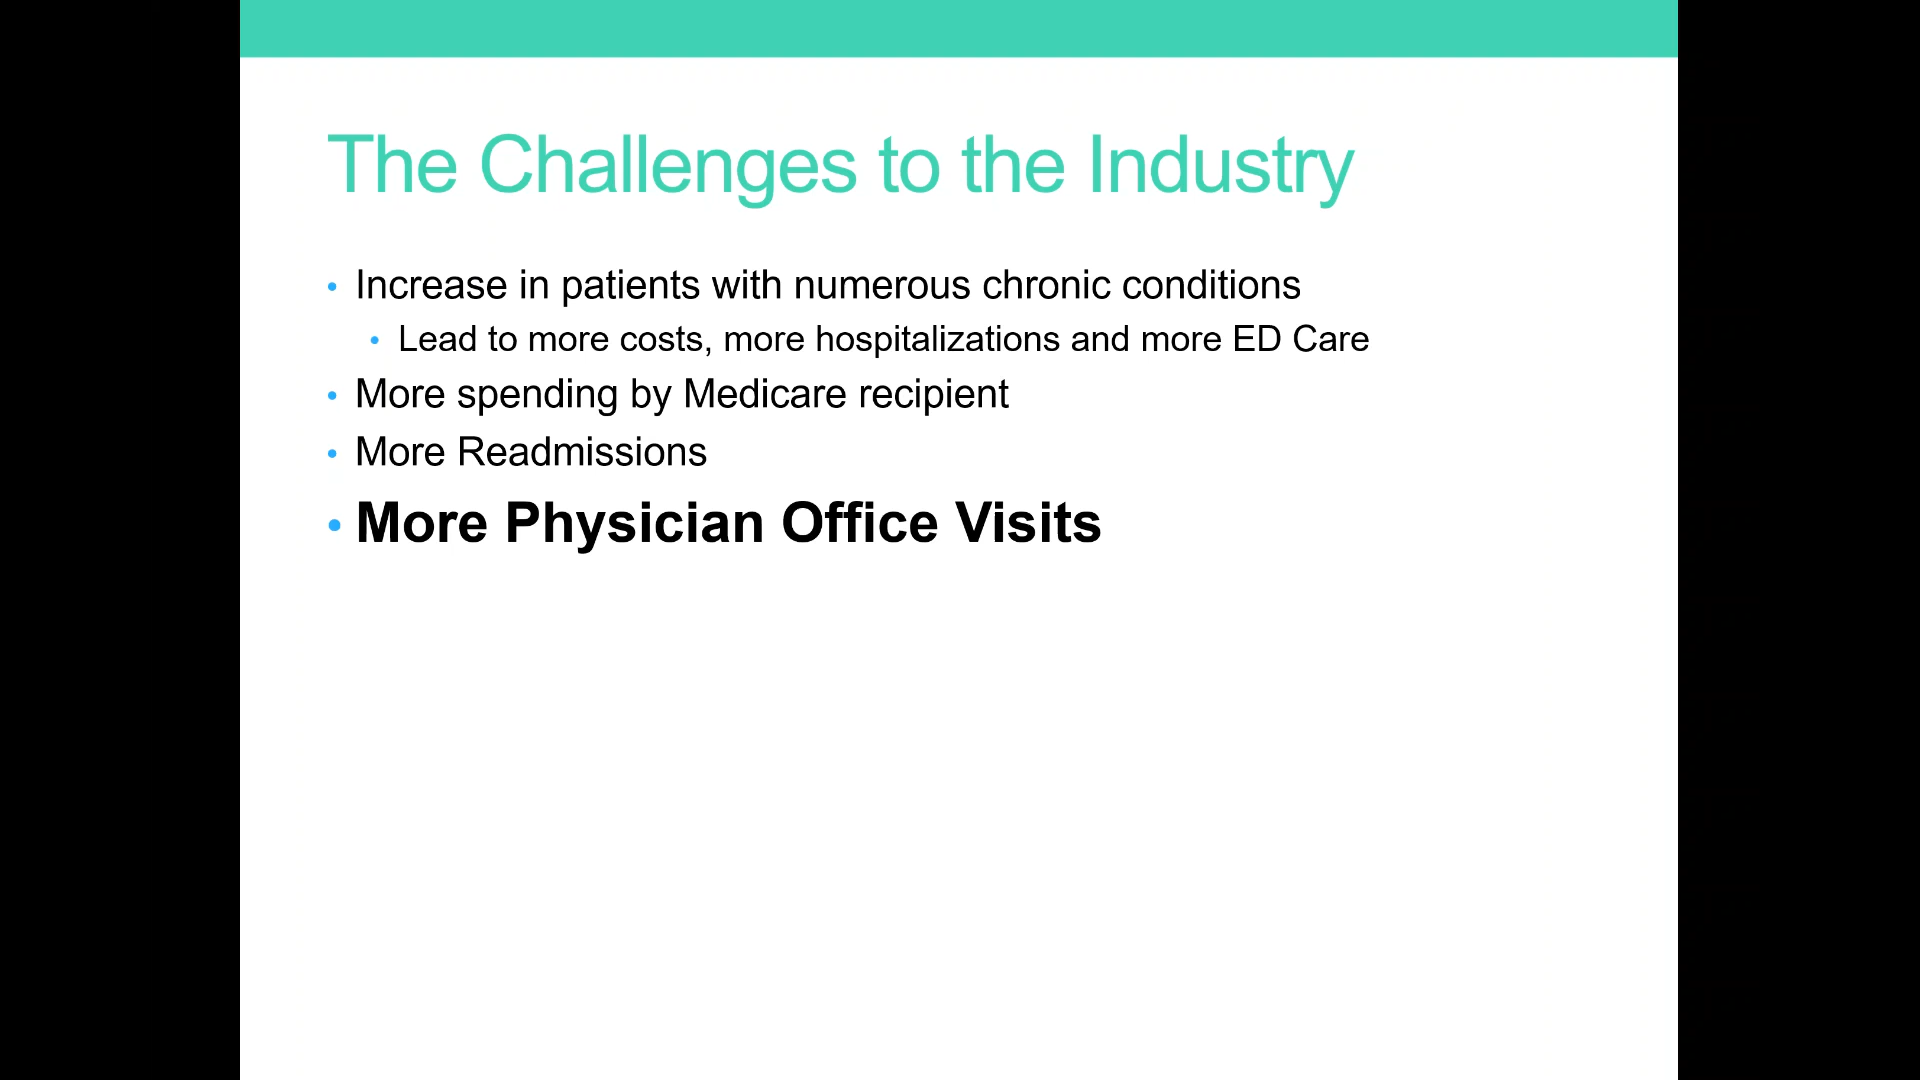 The Challenges to the Industry
• Increase in patients with numerous chronic conditions
• Lead to more costs, more hospitalizations and more ED Care
• More spending by Medicare recipient
• More Readmissions
• More Physician Office Visits